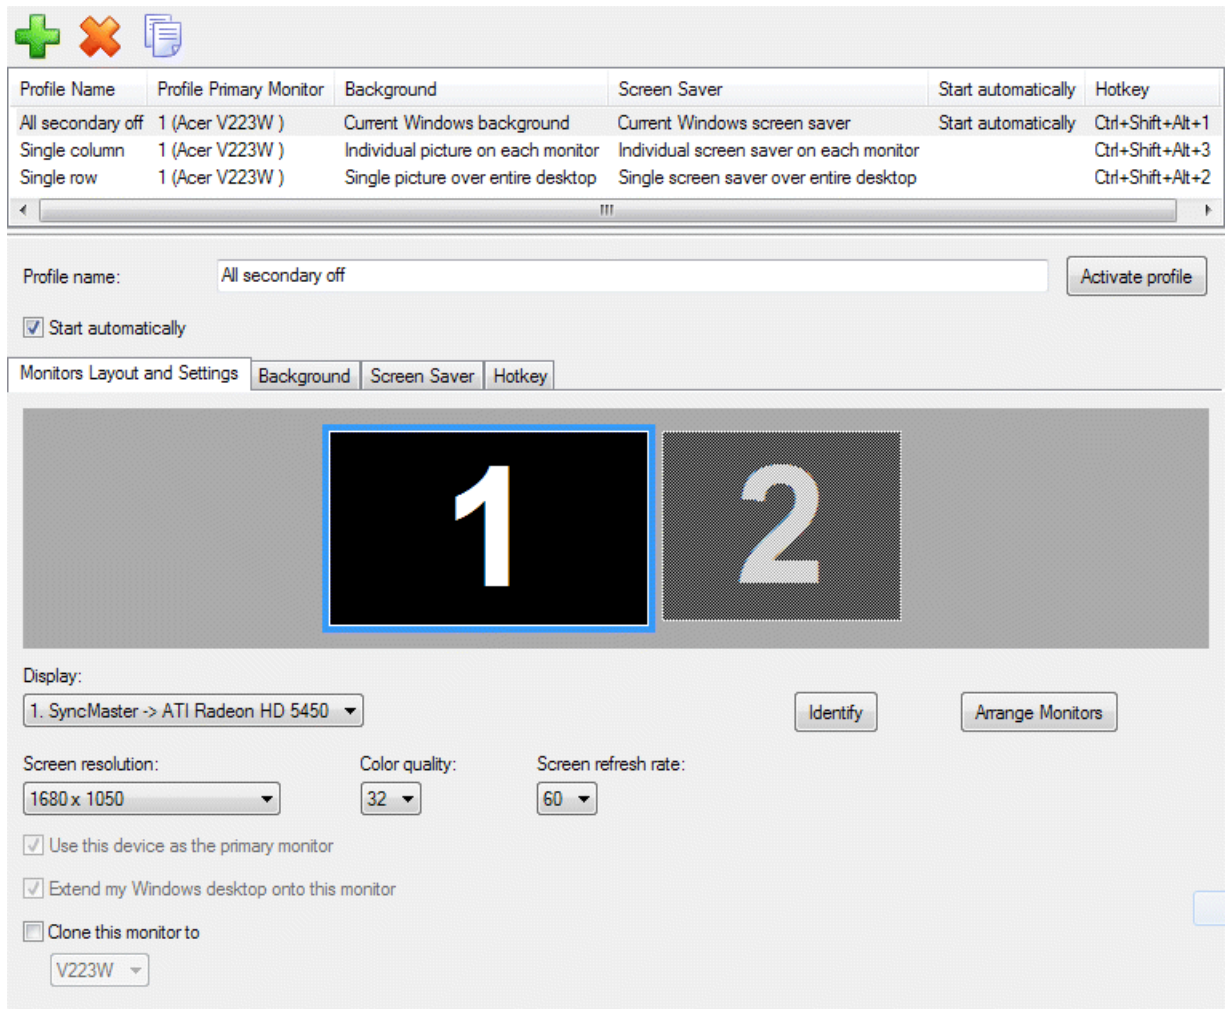 Profile Name Profile Primary Monitor Background Screen Saver Start automatically Hotkey
All secondary off 1 (Acer V223W ) Current Windows background Current Windows screen saver Start automatically Ctrl+Shift+Alt+1
Single column 1 (Acer V223W ) Individual picture on each monitor Individual screen saver on each monitor Ctrl+Shift+Alt+3
Single row 1 (Acer V223W ) Single picture over entire desktop Single screen saver over entire desktop Ctrl+Shift+Alt+2
Profile name: All secondary off Activate profile
Start automatically
Monitors Layout and Settings Background Screen Saver Hotkey
1 2
Display:
1. SyncMaster -> ATI Radeon HD 5450 Identify Arrange Monitors
Screen resolution: Color quality: Screen refresh rate:
1680 x 1050 32 60
Use this device as the primary monitor
Extend my Windows desktop onto this monitor
Clone this monitor to
V223W